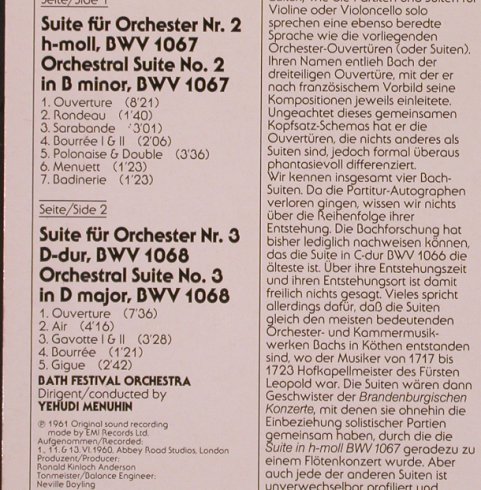 Seite/Side 1
Suite für Orchester Nr. 2
h-moll, BWV 1067
Orchestral Suite No. 2
in B minor, BWV 1067
1. Ouverture (8'21)
2. Rondeau (1'40)
3. Sarabande (3'01)
4. Bourrée I & II (2'06)
5. Polonaise & Double (3'36)
6. Menuett (1'23)
7. Badinerie (1'23)
Seite/Side 2
Suite für Orchester Nr. 3
D-dur, BWV 1068
Orchestral Suite No. 3
in D major, BWV 1068
1. Ouverture (7'36)
2. Air (4'16)
3. Gavotte I & II (3'28)
4. Bourrée (1'21)
5. Gigue (2'42)
BATH FESTIVAL ORCHESTRA
Dirigent/conducted by
YEHUDI MENUHIN
℗ 1961 Original sound recording
made by EMI Records Ltd.
Aufgenommen/Recorded:
1., 11. & 13. VI. 1960, Abbey Road Studios, London
Produzent/Producer:
Ronald Kinloch Anderson
Tonmeister/Balance Engineer:
Neville Boyling
Violine oder Violoncello solo
sprechen eine ebenso beredte
Sprache wie die vorliegenden
Orchester-Ouvertüren (oder Suiten).
Ihren Namen entlieh Bach der
dreiteiligen Ouvertüre, mit der er
nach französischem Vorbild seine
Kompositionen jeweils einleitete.
Ungeachtet dieses gemeinsamen
Kopfsatz-Schemas hat er die
Ouvertüren, die nichts anderes als
Suiten sind, jedoch formal überaus
phantasievoll differenziert.
Wir kennen insgesamt vier Bach-
Suiten. Da die Partitur-Autographen
verloren gingen, wissen wir nichts
über die Reihenfolge ihrer
Entstehung. Die Bachforschung hat
bisher lediglich nachweisen können,
das die Suite in C-dur BWV 1066 die
älteste ist. Über ihre Entstehungszeit
und ihren Entstehungsort ist damit
freilich nichts gesagt. Vieles spricht
allerdings dafür, daß die Suiten
gleich den meisten bedeutenden
Orchester- und Kammermusik-
werken Bachs in Köthen entstanden
sind, wo der Musiker von 1717 bis
1723 Hofkapellmeister des Fürsten
Leopold war. Die Suiten wären dann
Geschwister der Brandenburgischen
Konzerte, mit denen sie ohnehin die
Einbeziehung solistischer Partien
gemeinsam haben, durch die die
Suite in h-moll BWV 1067 geradezu zu
einem Flötenkonzert wurde. Aber
auch jede der anderen Suiten ist
unverwechselbar profiliert und